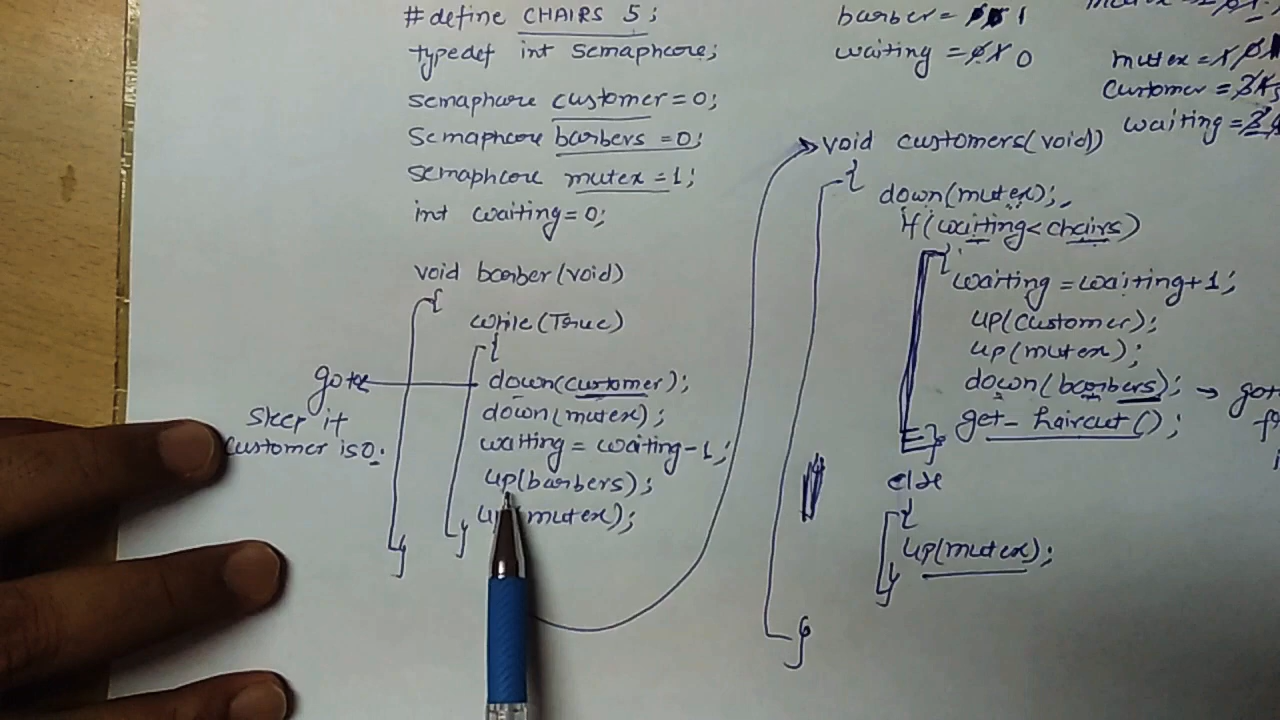 # define CHAIRS 5;
typedef int semaphore;
semaphore customer=0;
Semaphore barbers =0;
semaphore mutex =1;
int waiting=0;
void barber(void)
{
while(True)
{
down(customer);
down(mutex);
waiting = waiting-1;
up(barbers);
up(mutex);
}
}
goto
sleep if
customer is 0.
barber = 1
waiting = 0
mutex =
customer =
waiting =
void customers(void)
{
down(mutex);
if(waiting<chairs)
{
waiting =waiting+1;
up(customer);
up(mutex);
down(barbers); →
get_haircut();
}
else
{
up(mutex);
}
}